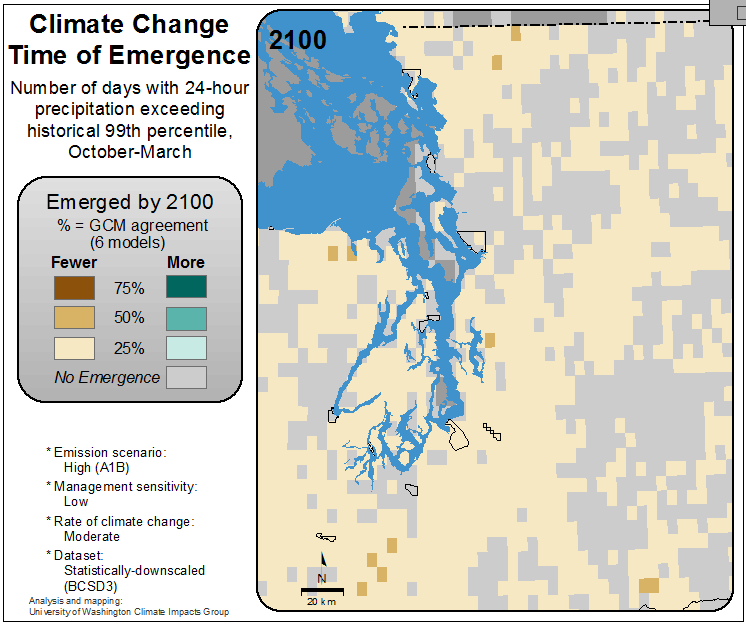 Climate Change
Time of Emergence
Number of days with 24-hour
precipitation exceeding
historical 99th percentile,
October-March
Emerged by 2100
% = GCM agreement
(6 models)
Fewer More
75%
50%
25%
No Emergence
* Emission scenario:
High (A1B)
* Management sensitivity:
Low
* Rate of climate change:
Moderate
* Dataset:
Statistically-downscaled
(BCSD3)
Analysis and mapping:
University of Washington Climate Impacts Group
2100
N
20 km